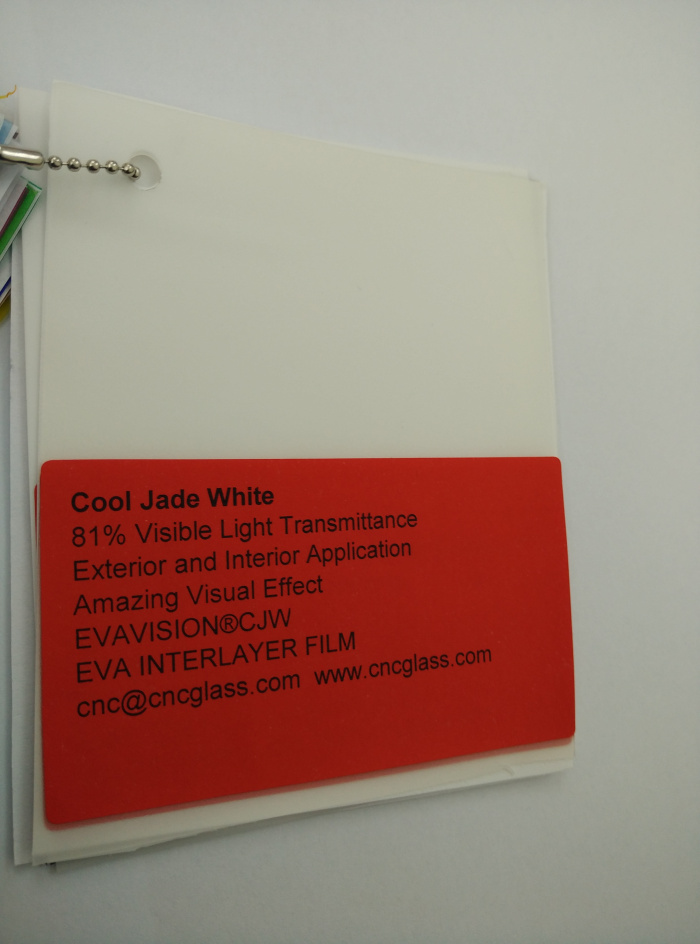 Cool Jade White
81% Visible Light Transmittance
Exterior and Interior Application
Amazing Visual Effect
EVAVISION®CJW
EVA INTERLAYER FILM
cnc@cncglass.com www.cncglass.com